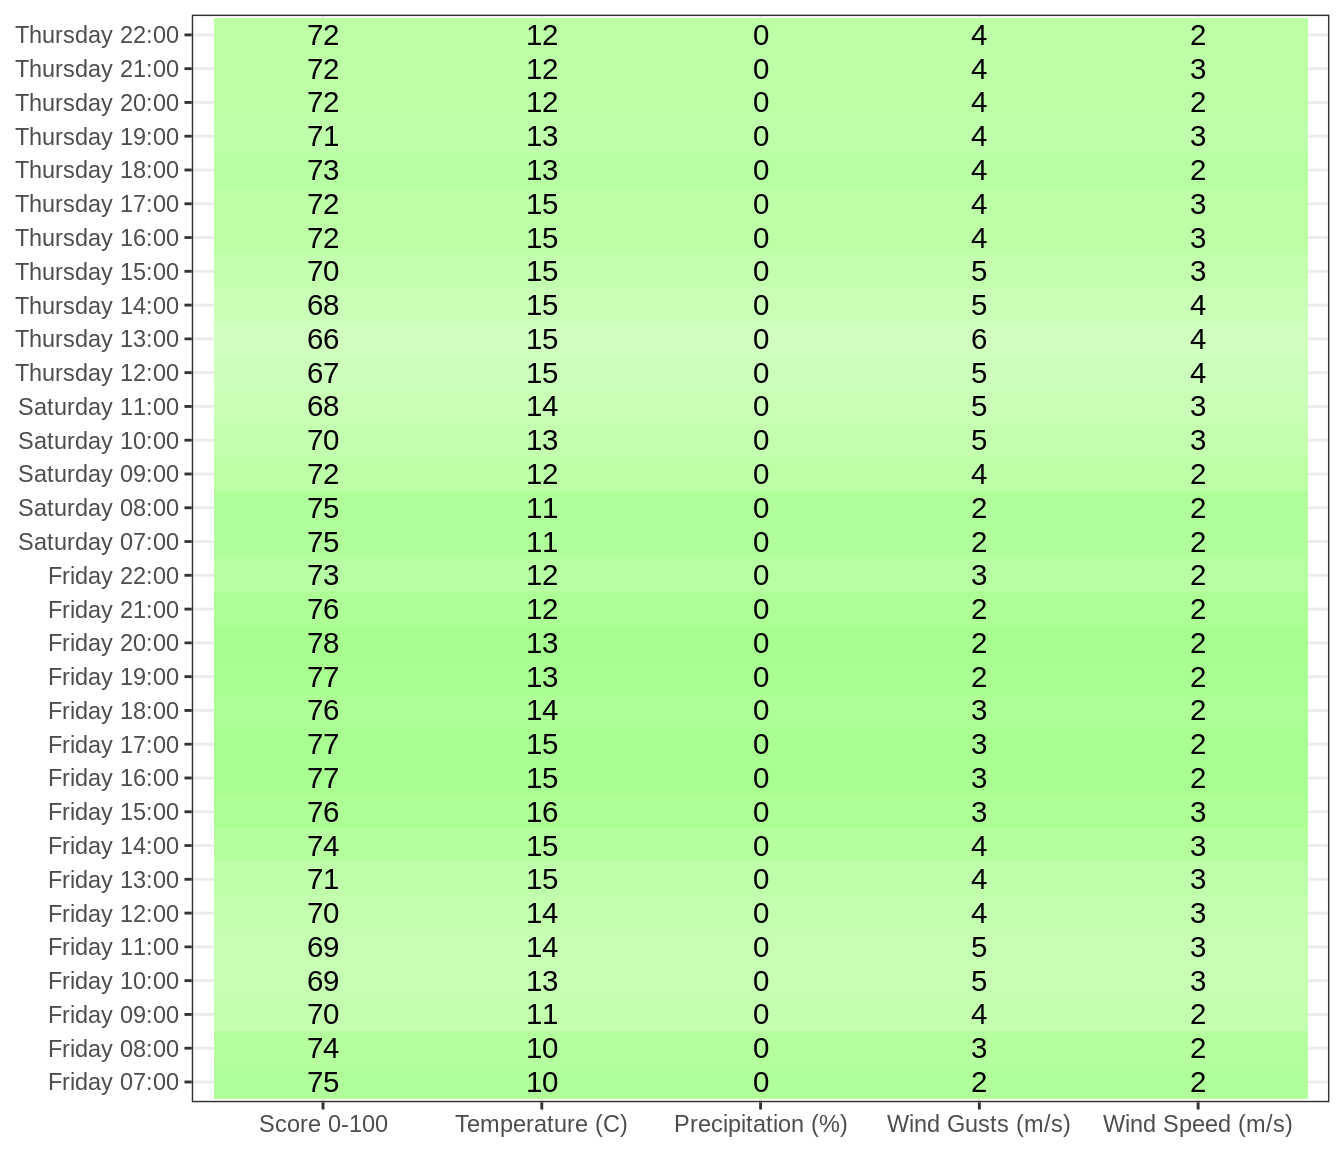 Thursday 22:00 72 12 0 4 2
Thursday 21:00 72 12 0 4 3
Thursday 20:00 72 12 0 4 2
Thursday 19:00 71 13 0 4 3
Thursday 18:00 73 13 0 4 2
Thursday 17:00 72 15 0 4 3
Thursday 16:00 72 15 0 4 3
Thursday 15:00 70 15 0 5 3
Thursday 14:00 68 15 0 5 4
Thursday 13:00 66 15 0 6 4
Thursday 12:00 67 15 0 5 4
Saturday 11:00 68 14 0 5 3
Saturday 10:00 70 13 0 5 3
Saturday 09:00 72 12 0 4 2
Saturday 08:00 75 11 0 2 2
Saturday 07:00 75 11 0 2 2
Friday 22:00 73 12 0 3 2
Friday 21:00 76 12 0 2 2
Friday 20:00 78 13 0 2 2
Friday 19:00 77 13 0 2 2
Friday 18:00 76 14 0 3 2
Friday 17:00 77 15 0 3 2
Friday 16:00 77 15 0 3 2
Friday 15:00 76 16 0 3 3
Friday 14:00 74 15 0 4 3
Friday 13:00 71 15 0 4 3
Friday 12:00 70 14 0 4 3
Friday 11:00 69 14 0 5 3
Friday 10:00 69 13 0 5 3
Friday 09:00 70 11 0 4 2
Friday 08:00 74 10 0 3 2
Friday 07:00 75 10 0 2 2
Score 0-100 Temperature (C) Precipitation (%) Wind Gusts (m/s) Wind Speed (m/s)